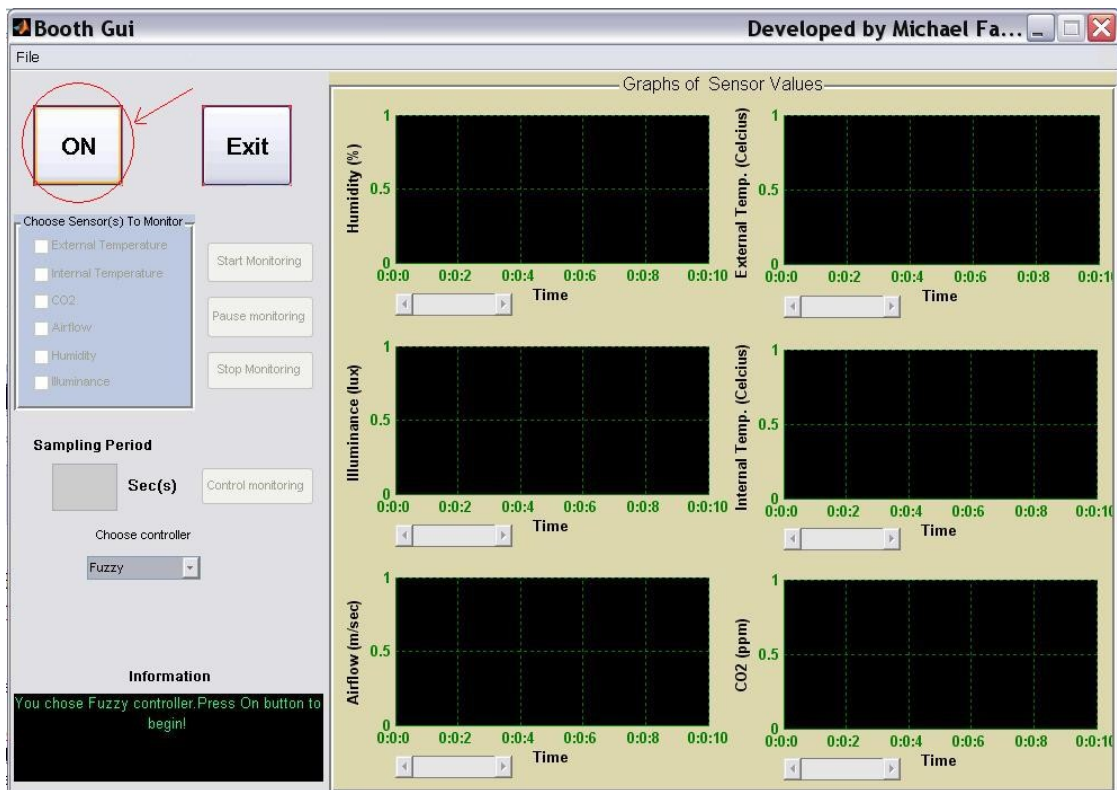 Booth Gui
Developed by Michael Fa...
File
ON
Exit
Choose Sensor(s) To Monitor
External Temperature
Internal Temperature
CO2
Airflow
Humidity
Illuminance
Start Monitoring
Pause monitoring
Stop Monitoring
Sampling Period
Sec(s)
Control monitoring
Choose controller
Fuzzy
Information
You chose Fuzzy controller.Press On button to
begin!
Graphs of Sensor Values
Humidity (%)
1
0.5
0
0:0:0 0:0:2 0:0:4 0:0:6 0:0:8 0:0:10
Time
External Temp. (Celcius)
1
0.5
0
0:0:0 0:0:2 0:0:4 0:0:6 0:0:8 0:0:1
Time
Illuminance (lux)
1
0.5
0
0:0:0 0:0:2 0:0:4 0:0:6 0:0:8 0:0:10
Time
Internal Temp. (Celcius)
1
0.5
0
0:0:0 0:0:2 0:0:4 0:0:6 0:0:8 0:0:10
Time
Airflow (m/sec)
1
0.5
0
0:0:0 0:0:2 0:0:4 0:0:6 0:0:8 0:0:10
Time
CO2 (ppm)
1
0.5
0
0:0:0 0:0:2 0:0:4 0:0:6 0:0:8 0:0:1
Time